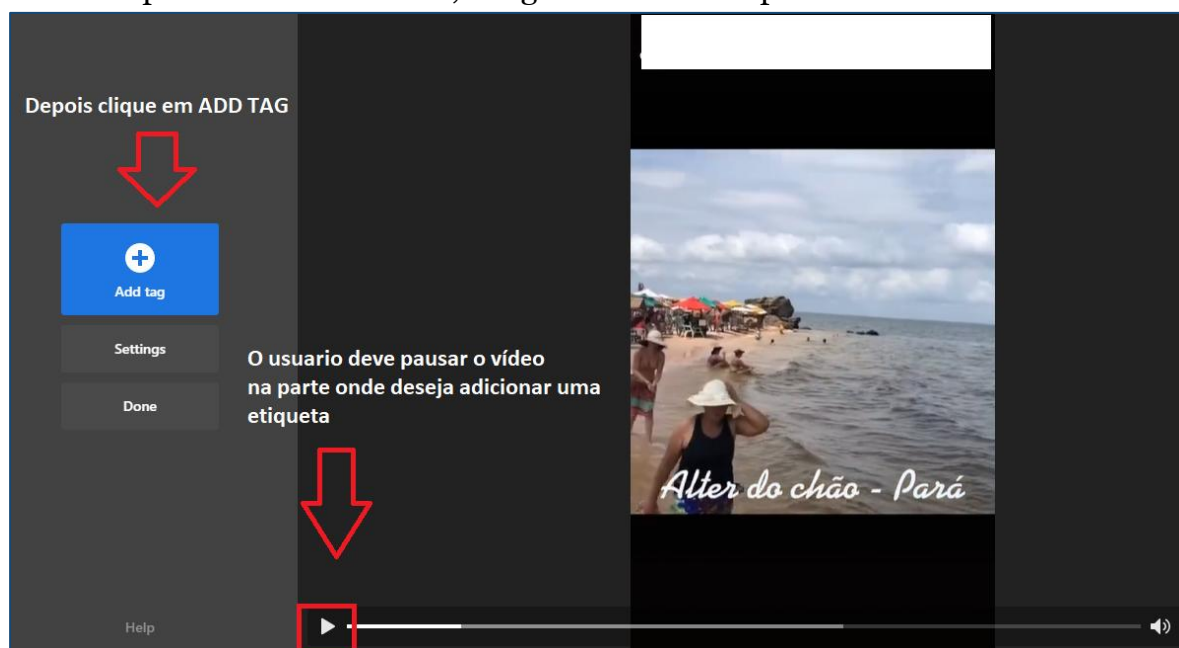 Depois clique em ADD TAG
Add tag
Settings
Done
O usuario deve pausar o vídeo
na parte onde deseja adicionar uma
etiqueta
Alter do chão - Pará
Help